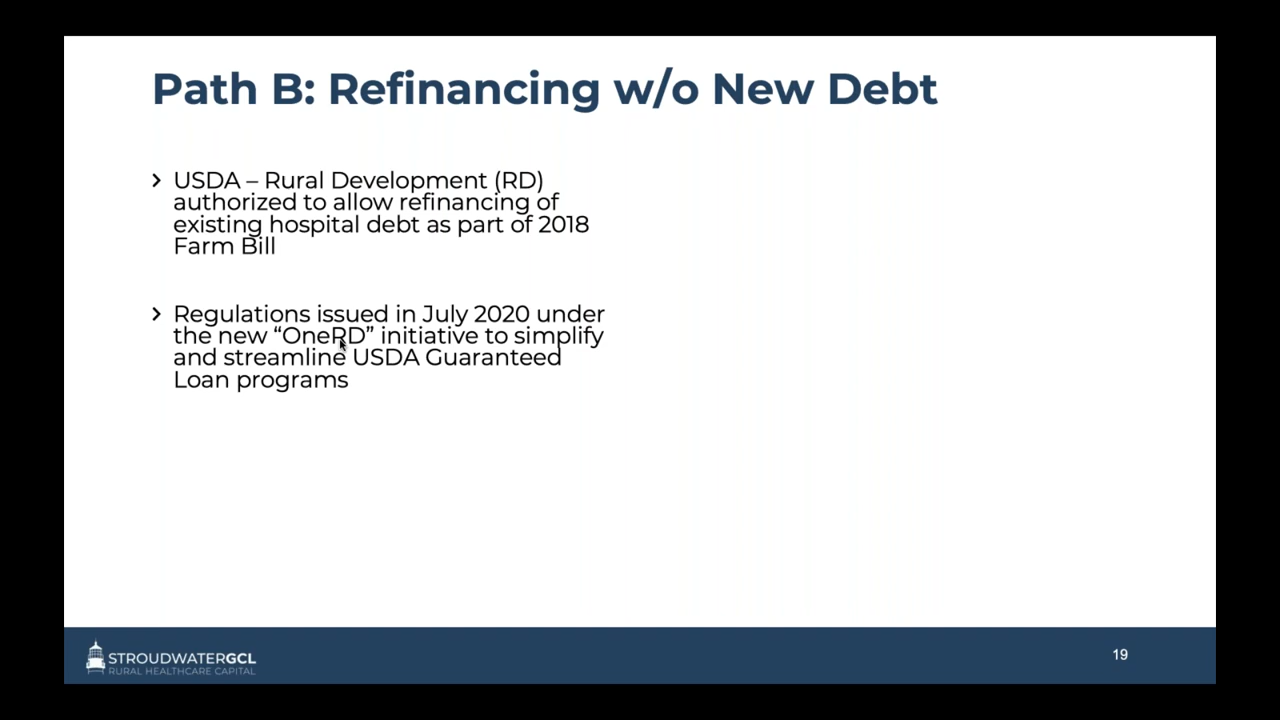 Path B: Refinancing w/o New Debt
USDA – Rural Development (RD)
authorized to allow refinancing of
existing hospital debt as part of 2018
Farm Bill
Regulations issued in July 2020 under
the new “OneRD” initiative to simplify
and streamline USDA Guaranteed
Loan programs
STROUDWATERGCL
RURAL HEALTHCARE CAPITAL
19